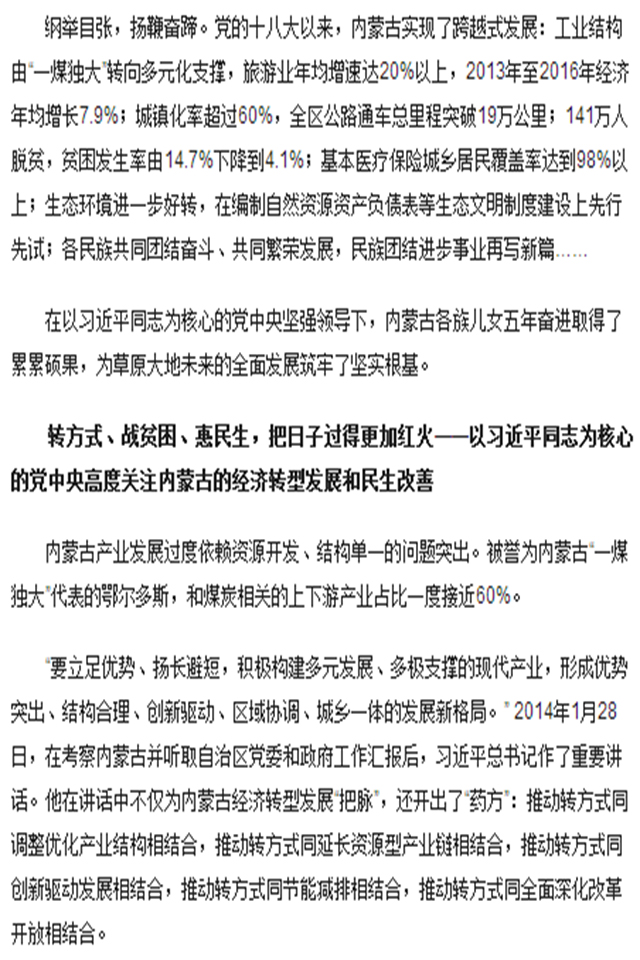 纲举目张，扬鞭奋蹄。党的十八大以来，内蒙古实现了跨越式发展：工业结构
由“一煤独大”转向多元化支撑，旅游业年均增速达20%以上，2013年至2016年经济
年均增长7.9%；城镇化率超过60%，全区公路通车总里程突破19万公里；141万人
脱贫，贫困发生率由14.7%下降到4.1%；基本医疗保险城乡居民覆盖率达到98%以
上；生态环境进一步好转，在编制自然资源资产负债表等生态文明制度建设上先行
先试；各民族共同团结奋斗、共同繁荣发展，民族团结进步事业再写新篇……
在以习近平同志为核心的党中央坚强领导下，内蒙古各族儿女五年奋进取得了
累累硕果，为草原大地未来的全面发展筑牢了坚实根基。
转方式、战贫困、惠民生，把日子过得更加红火——以习近平同志为核心
的党中央高度关注内蒙古的经济转型发展和民生改善
内蒙古产业发展过度依赖资源开发、结构单一的问题突出。被誉为内蒙古“一煤
独大”代表的鄂尔多斯，和煤炭相关的上下游产业占比一度接近60%。
“要立足优势、扬长避短，积极构建多元发展、多极支撑的现代产业，形成优势
突出、结构合理、创新驱动、区域协调、城乡一体的发展新格局。”2014年1月28
日，在考察内蒙古并听取自治区党委和政府工作汇报后，习近平总书记作了重要讲
话。他在讲话中不仅为内蒙古经济转型发展“把脉”，还开出了“药方”：推动转方式同
调整优化产业结构相结合，推动转方式同延长资源型产业链相结合，推动转方式同
创新驱动发展相结合，推动转方式同节能减排相结合，推动转方式同全面深化改革
开放相结合。